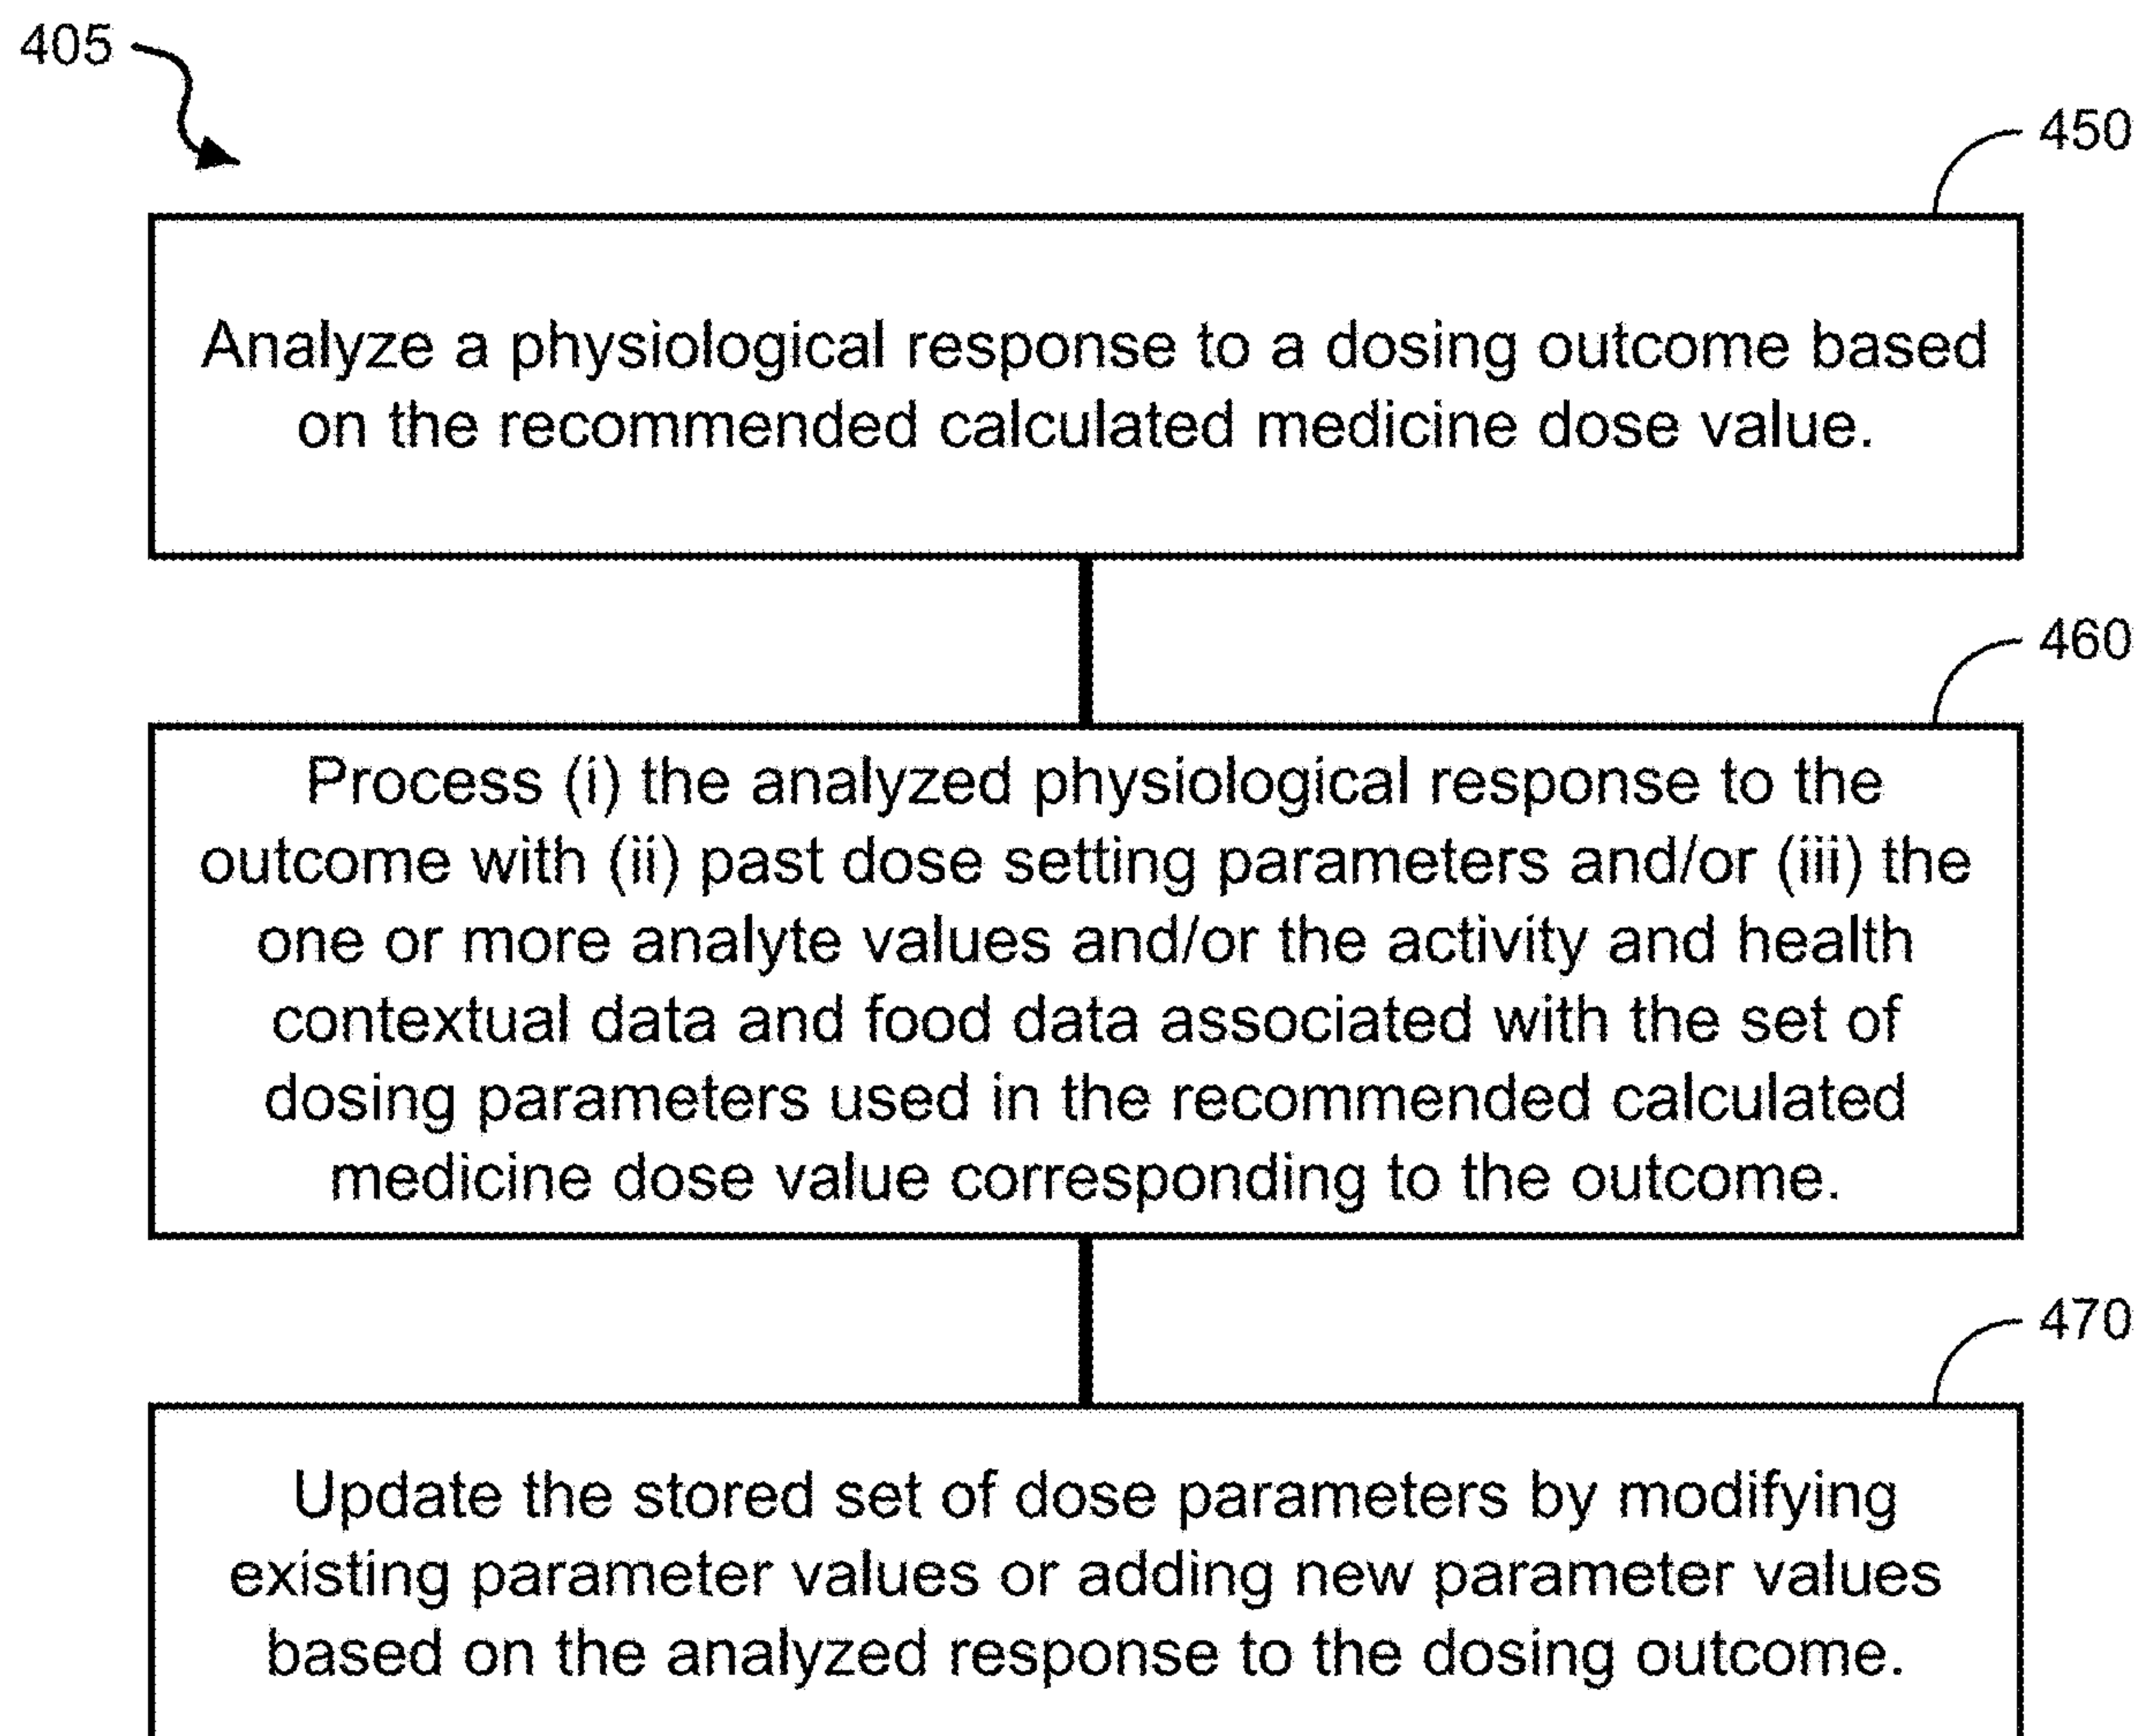 405
450
Analyze a physiological response to a dosing outcome based
on the recommended calculated medicine dose value.
460
Process (i) the analyzed physiological response to the
outcome with (ii) past dose setting parameters and/or (iii) the
one or more analyte values and/or the activity and health
contextual data and food data associated with the set of
dosing parameters used in the recommended calculated
medicine dose value corresponding to the outcome.
470
Update the stored set of dose parameters by modifying
existing parameter values or adding new parameter values
based on the analyzed response to the dosing outcome.